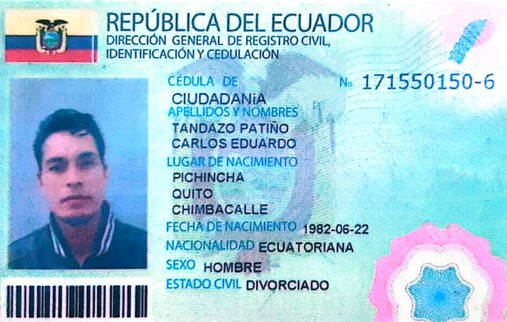 REPÚBLICA DEL ECUADOR
DIRECCIÓN GENERAL DE REGISTRO CIVIL,
IDENTIFICACIÓN Y CEDULACIÓN
CÉDULA DE No. 171550150-6
CIUDADANíA
APELLIDOS Y NOMBRES
TANDAZO PATIÑO
CARLOS EDUARDO
LUGAR DE NACIMIENTO
PICHINCHA
QUITO
CHIMBACALLE
FECHA DE NACIMIENTO 1982-06-22
NACIONALIDAD ECUATORIANA
SEXO HOMBRE
ESTADO CIVIL DIVORCIADO